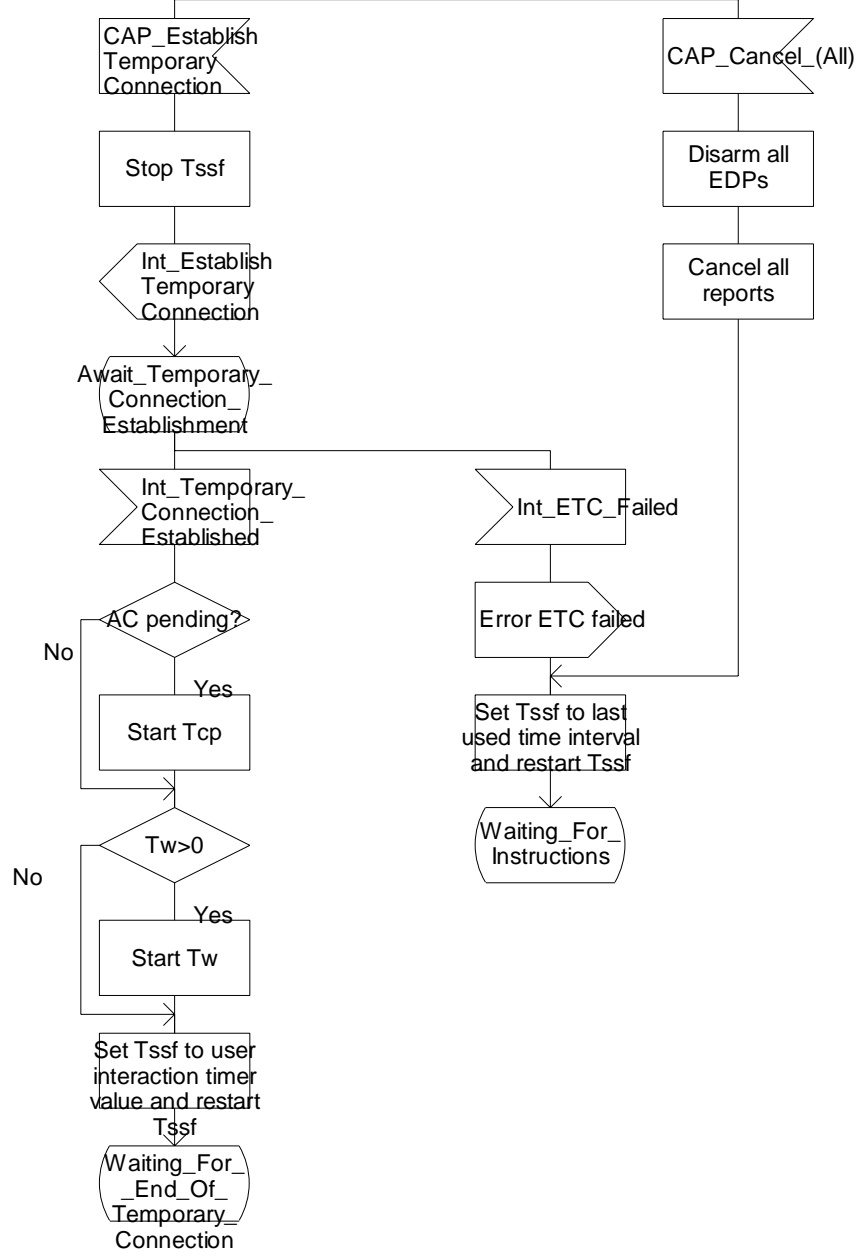 CAP_Establish
Temporary
Connection
CAP_Cancel_(All)
Stop Tssf
Disarm all
EDPs
Int_Establish
Temporary
Connection
Cancel all
reports
Await_Temporary_
Connection_
Establishment
Int_Temporary_
Connection_
Established
Int_ETC_Failed
AC pending?
Error ETC failed
No
Yes
Start Tcp
Set Tssf to last
used time interval
and restart Tssf
Tw>0
Waiting_For_
Instructions
No
Yes
Start Tw
Set Tssf to user
interaction timer
value and restart
Tssf
Waiting_For_
_End_Of_
Temporary_
Connection